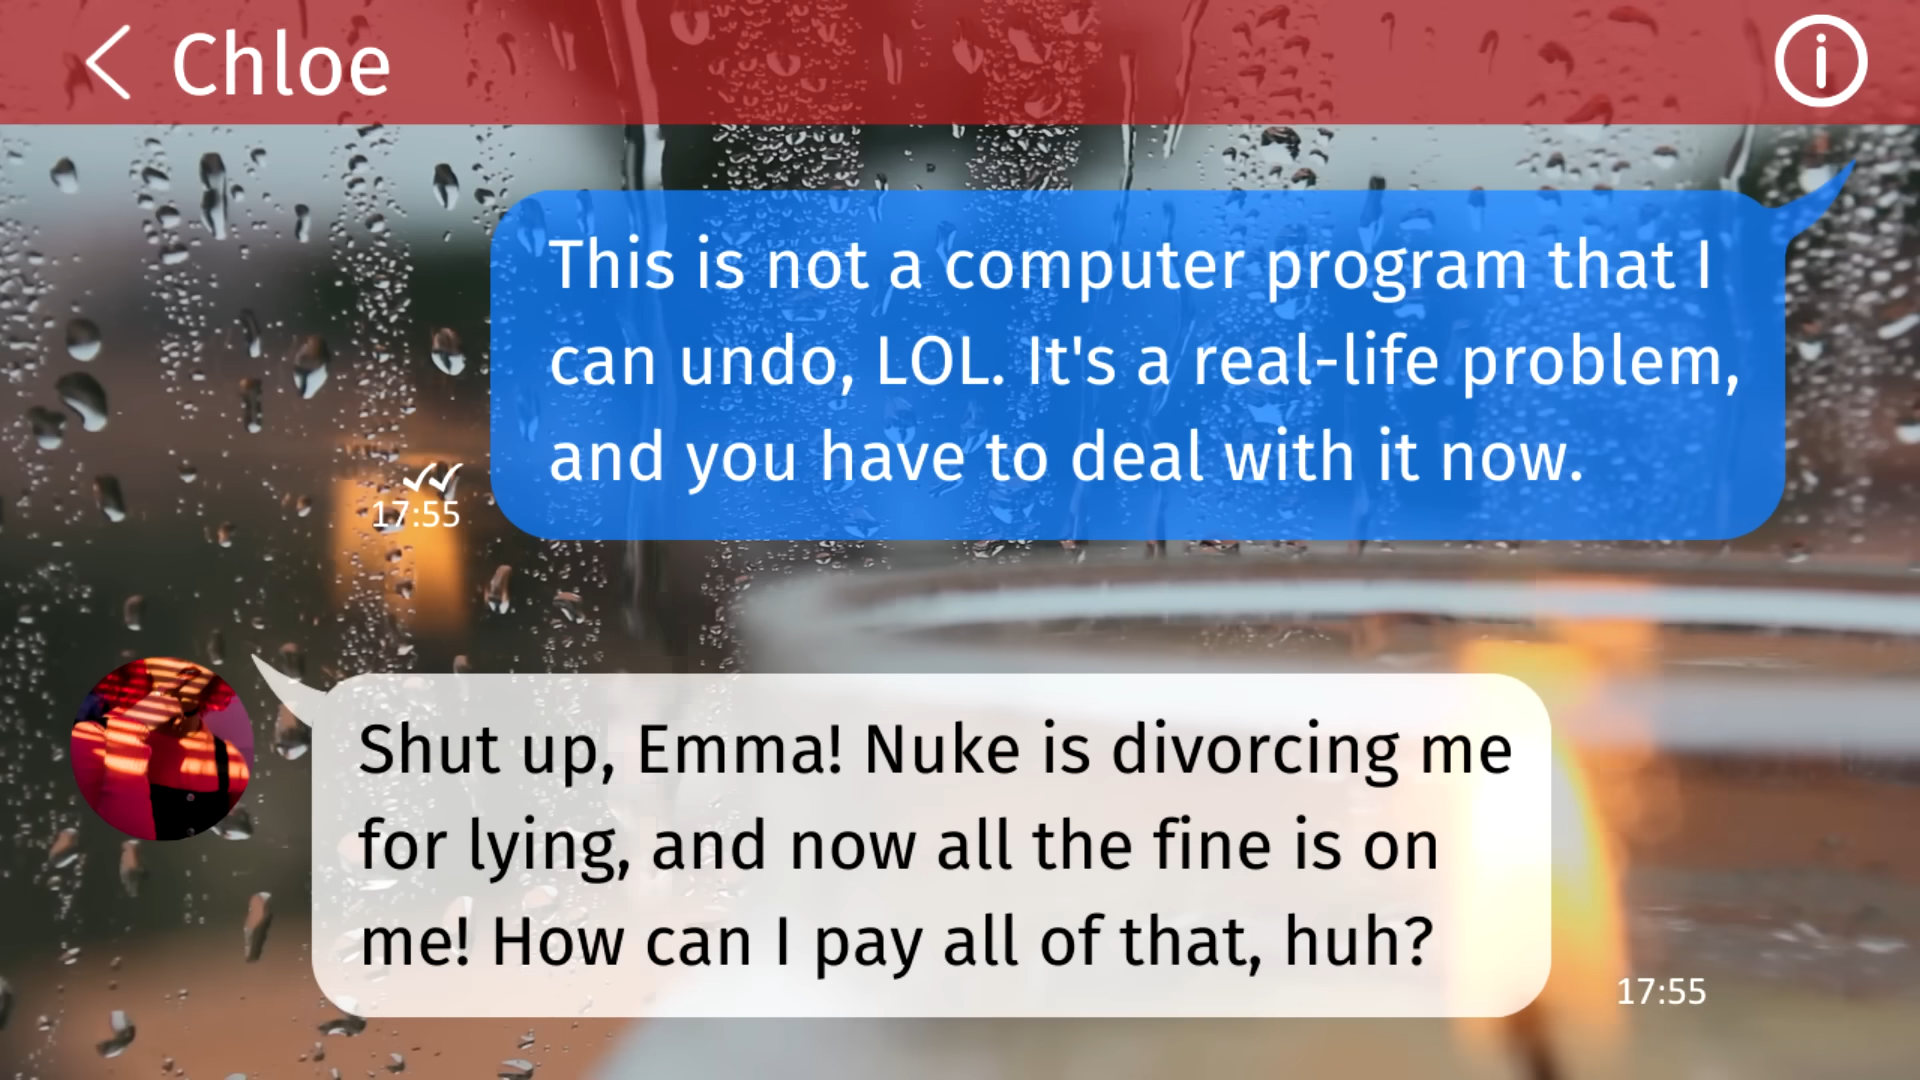 Chloe
This is not a computer program that I
can undo, LOL. It's a real-life problem,
and you have to deal with it now.
17:55
Shut up, Emma! Nuke is divorcing me
for lying, and now all the fine is on
me! How can I pay all of that, huh?
17:55